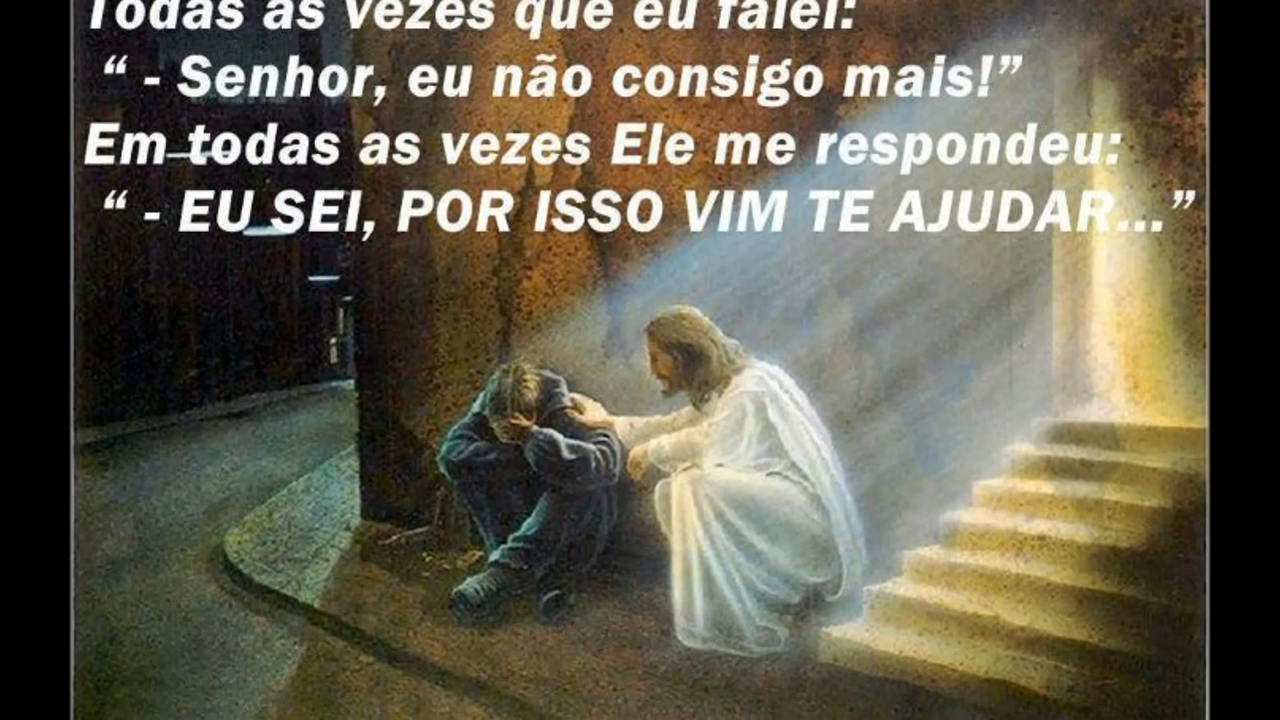 Todas as vezes que eu falei:
“ - Senhor, eu não consigo mais!”
Em todas as vezes Ele me respondeu:
“ - EU SEI, POR ISSO VIM TE AJUDAR...”